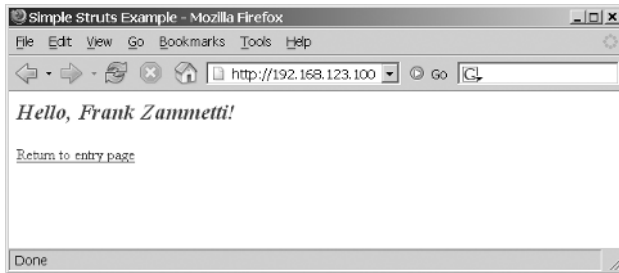 Simple Struts Example - Mozilla Firefox
File Edit View Go Bookmarks Tools Help
http://192.168.123.100 Go G
Hello, Frank Zammetti!
Return to entry page
Done